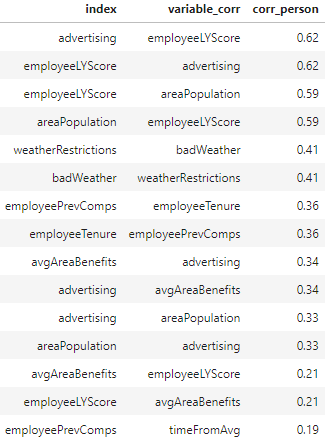 index variable_corr corr_person
advertising employeeLYScore 0.62
employeeLYScore advertising 0.62
employeeLYScore areaPopulation 0.59
areaPopulation employeeLYScore 0.59
weatherRestrictions badWeather 0.41
badWeather weatherRestrictions 0.41
employeePrevComps employeeTenure 0.36
employeeTenure employeePrevComps 0.36
avgAreaBenefits advertising 0.34
advertising avgAreaBenefits 0.34
advertising areaPopulation 0.33
areaPopulation advertising 0.33
avgAreaBenefits employeeLYScore 0.21
employeeLYScore avgAreaBenefits 0.21
employeePrevComps timeFromAvg 0.19